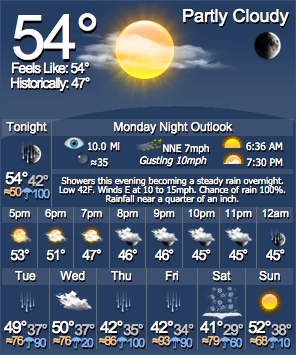 54°
Partly Cloudy
Feels Like: 54°
Historically: 47°
Tonight
Monday Night Outlook
10.0 Mi
NNE 7mph
6:36 AM
≈35
Gusting 10mph
7:30 PM
54° 42°
≈50 100
Showers this evening becoming a steady rain overnight.
Low 42F. Winds E at 10 to 15mph. Chance of rain 100%.
Rainfall near a quarter of an inch.
5pm 6pm 7pm 8pm 9pm 10pm 11pm 12am
53° 51° 47° 46° 46° 45° 45° 45°
Tue Wed Thu Fri Sat Sun
49° 37° 50° 37° 42° 35° 42° 34° 41° 29° 52° 38°
≈76 90 ≈76 20 ≈86 100 ≈93 90 ≈79 60 ≈68 10